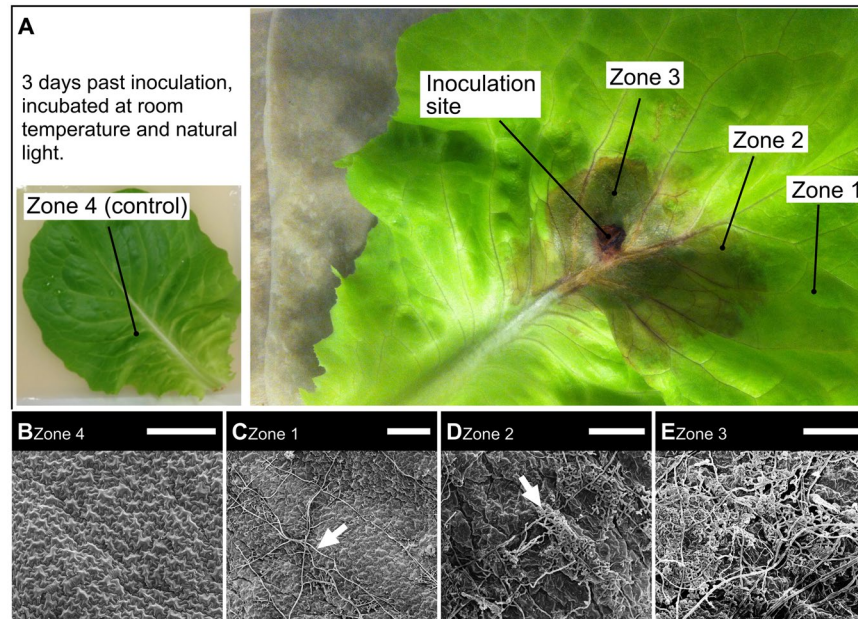 A
3 days past inoculation,
incubated at room
temperature and natural
light.
Zone 4 (control)
Inoculation
site
Zone 3
Zone 2
Zone 1
B Zone 4
C Zone 1
D Zone 2
E Zone 3